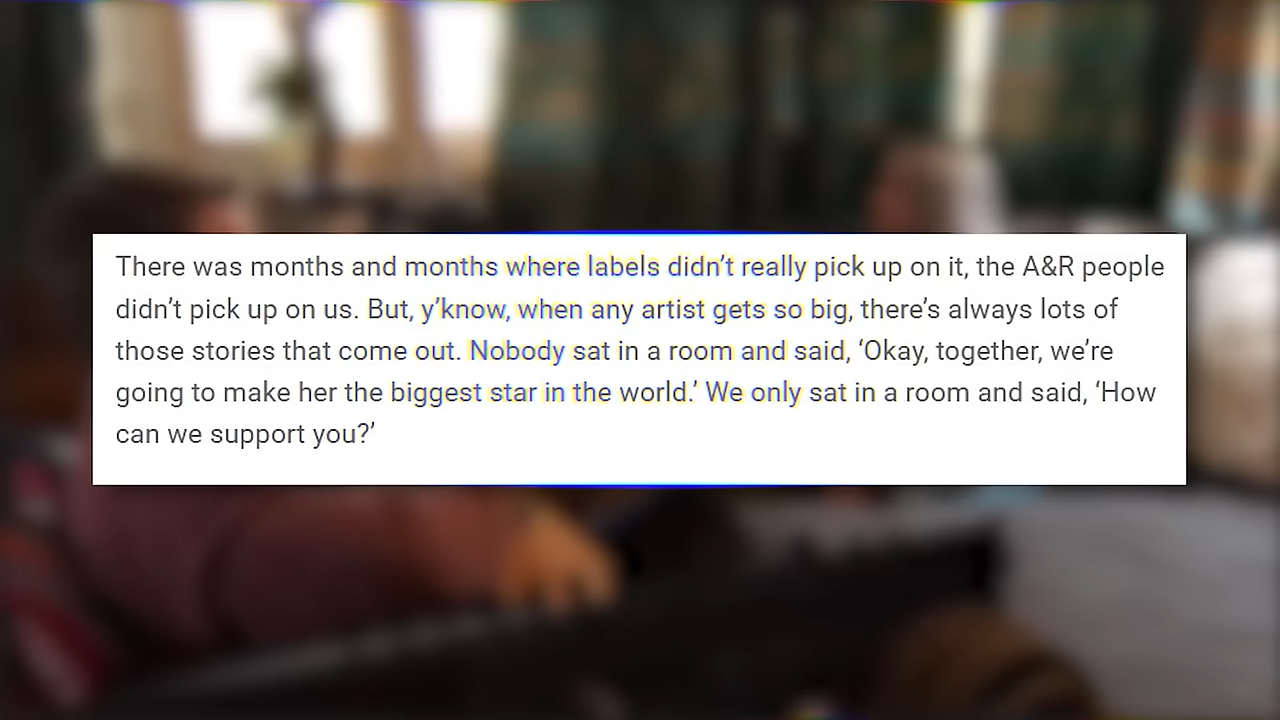 There was months and months where labels didn’t really pick up on it, the A&R people
didn’t pick up on us. But, y’know, when any artist gets so big, there’s always lots of
those stories that come out. Nobody sat in a room and said, ‘Okay, together, we’re
going to make her the biggest star in the world.’ We only sat in a room and said, ‘How
can we support you?’